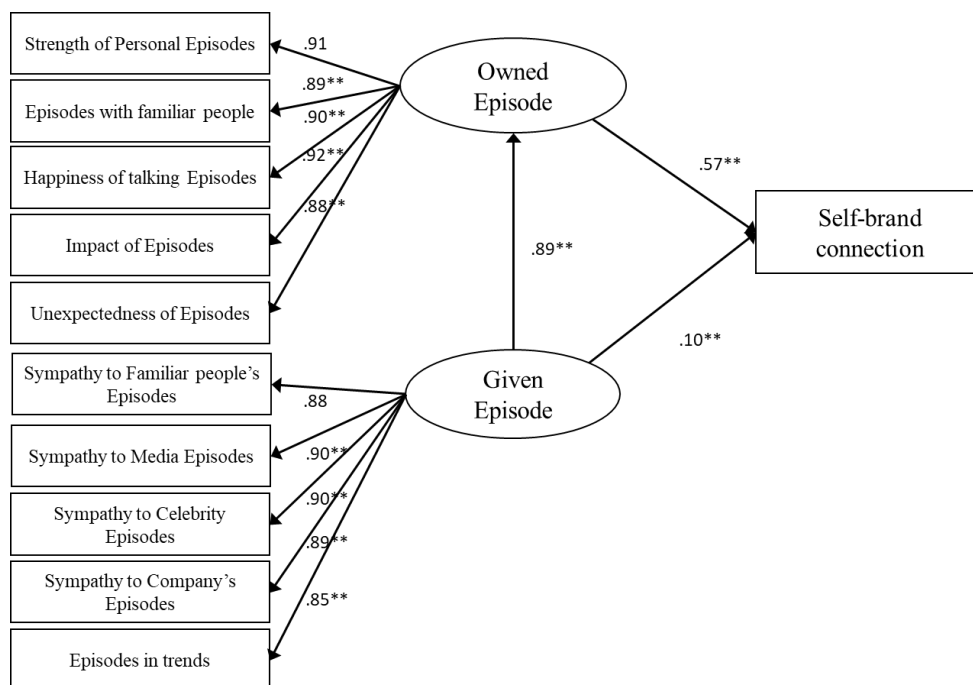 Strength of Personal Episodes
.91
Owned
Episode
.89**
Episodes with familiar people
.90**
.92**
Happiness of talking Episodes
.57**
.88**
Self-brand
connection
Impact of Episodes
.89**
Unexpectedness of Episodes
.10**
Sympathy to Familiar people's
Episodes
Given
Episode
.88
Sympathy to Media Episodes
.90**
.90**
Sympathy to Celebrity
Episodes
.89**
Sympathy to Company's
Episodes
.85**
Episodes in trends